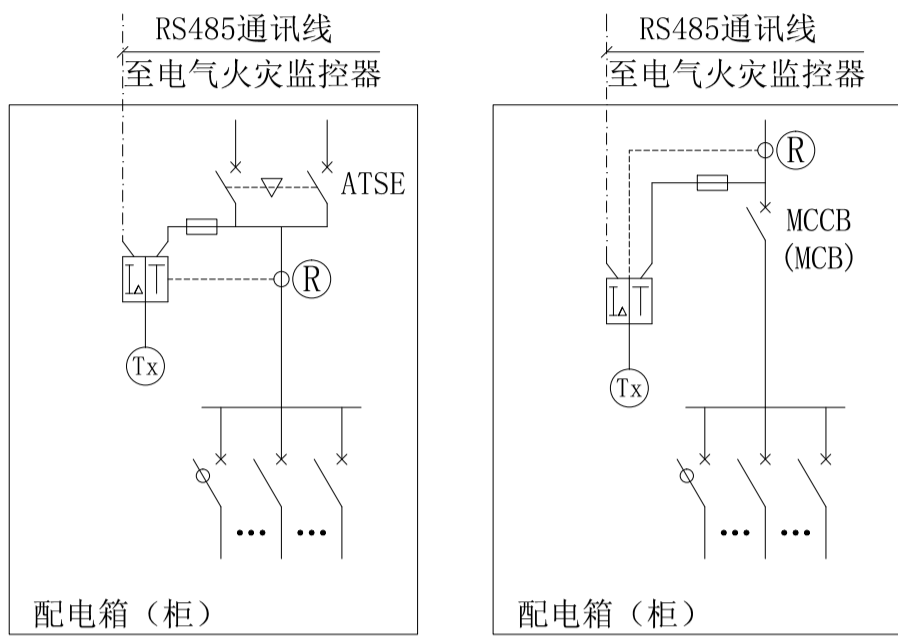 RS485通讯线
至电气火灾监控器
ATSE
R
I△ T
Tx
配电箱（柜）
RS485通讯线
至电气火灾监控器
R
MCCB
(MCB)
I△ T
Tx
配电箱（柜）